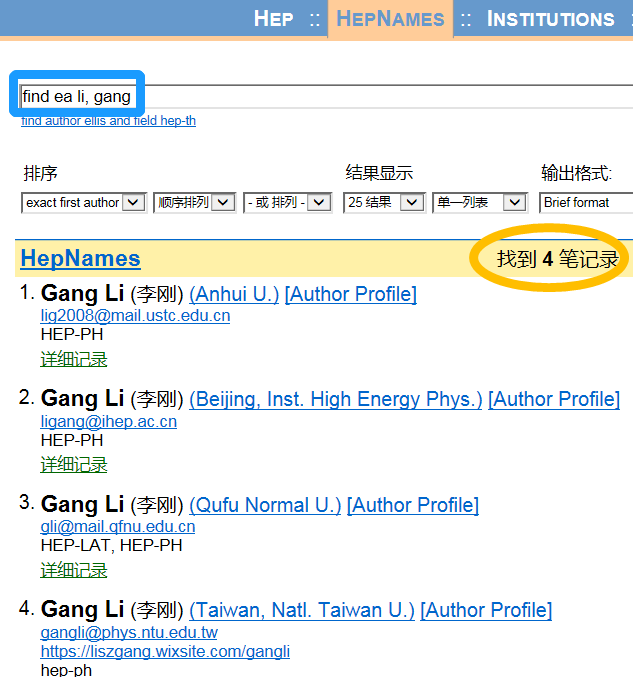 HEP :: HEPNAMES :: INSTITUTIONS :
find ea li, gang
find author ellis and field hep-th
排序 结果显示 输出格式:
exact first author 顺序排列 - 或 排列 - 25 结果 单一列表 Brief format
HepNames 找到 4 笔记录
1. Gang Li (李刚) (Anhui U.) [Author Profile]
lig2008@mail.ustc.edu.cn
HEP-PH
详细记录
2. Gang Li (李刚) (Beijing, Inst. High Energy Phys.) [Author Profile]
ligang@ihep.ac.cn
HEP-PH
详细记录
3. Gang Li (李刚) (Qufu Normal U.) [Author Profile]
gli@mail.qfnu.edu.cn
HEP-LAT, HEP-PH
详细记录
4. Gang Li (李刚) (Taiwan, Natl. Taiwan U.) [Author Profile]
gangli@phys.ntu.edu.tw
https://liszgang.wixsite.com/gangli
hep-ph